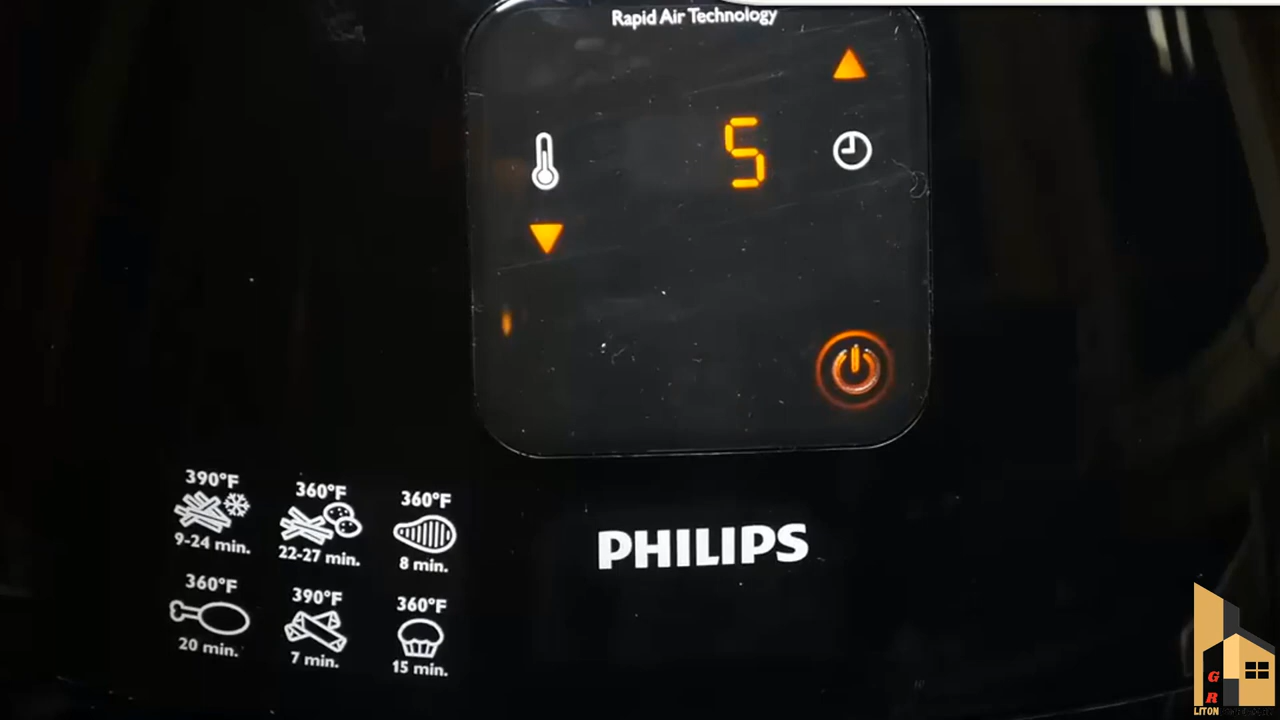 Rapid Air Technology
5
390°F
360°F
360°F
9-24 min.
22-27 min.
8 min.
360°F
390°F
360°F
20 min.
7 min.
15 min.
PHILIPS
G
R
LITON